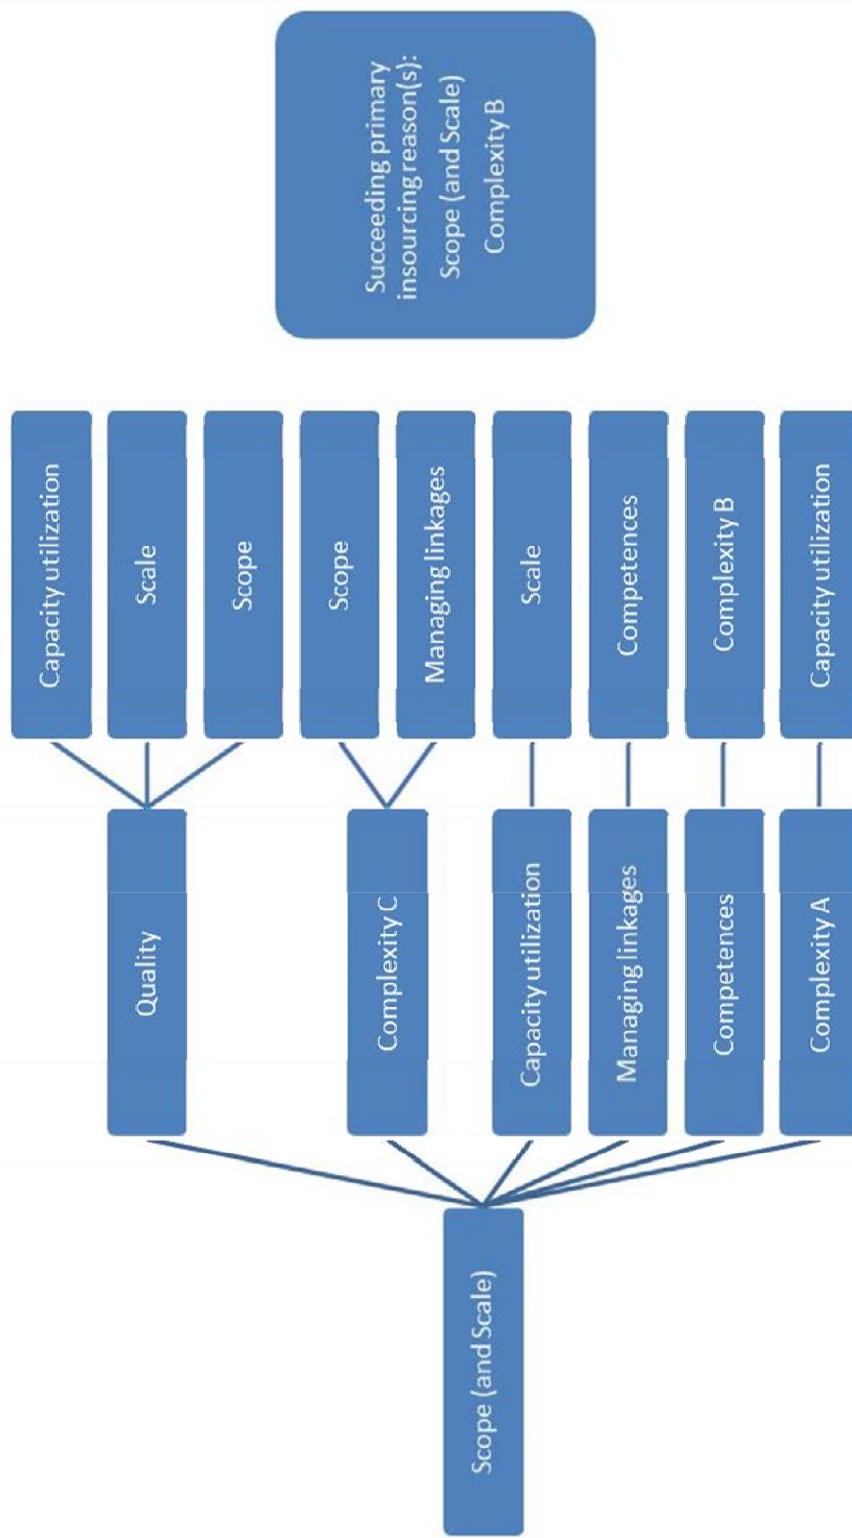 Scope (and Scale)
Quality
Complexity C
Capacity utilization
Managing linkages
Competences
Complexity A
Capacity utilization
Scale
Scope
Scope
Managing linkages
Scale
Competences
Complexity B
Capacity utilization
Succeeding primary
insourcing reason(s):
Scope (and Scale)
Complexity B